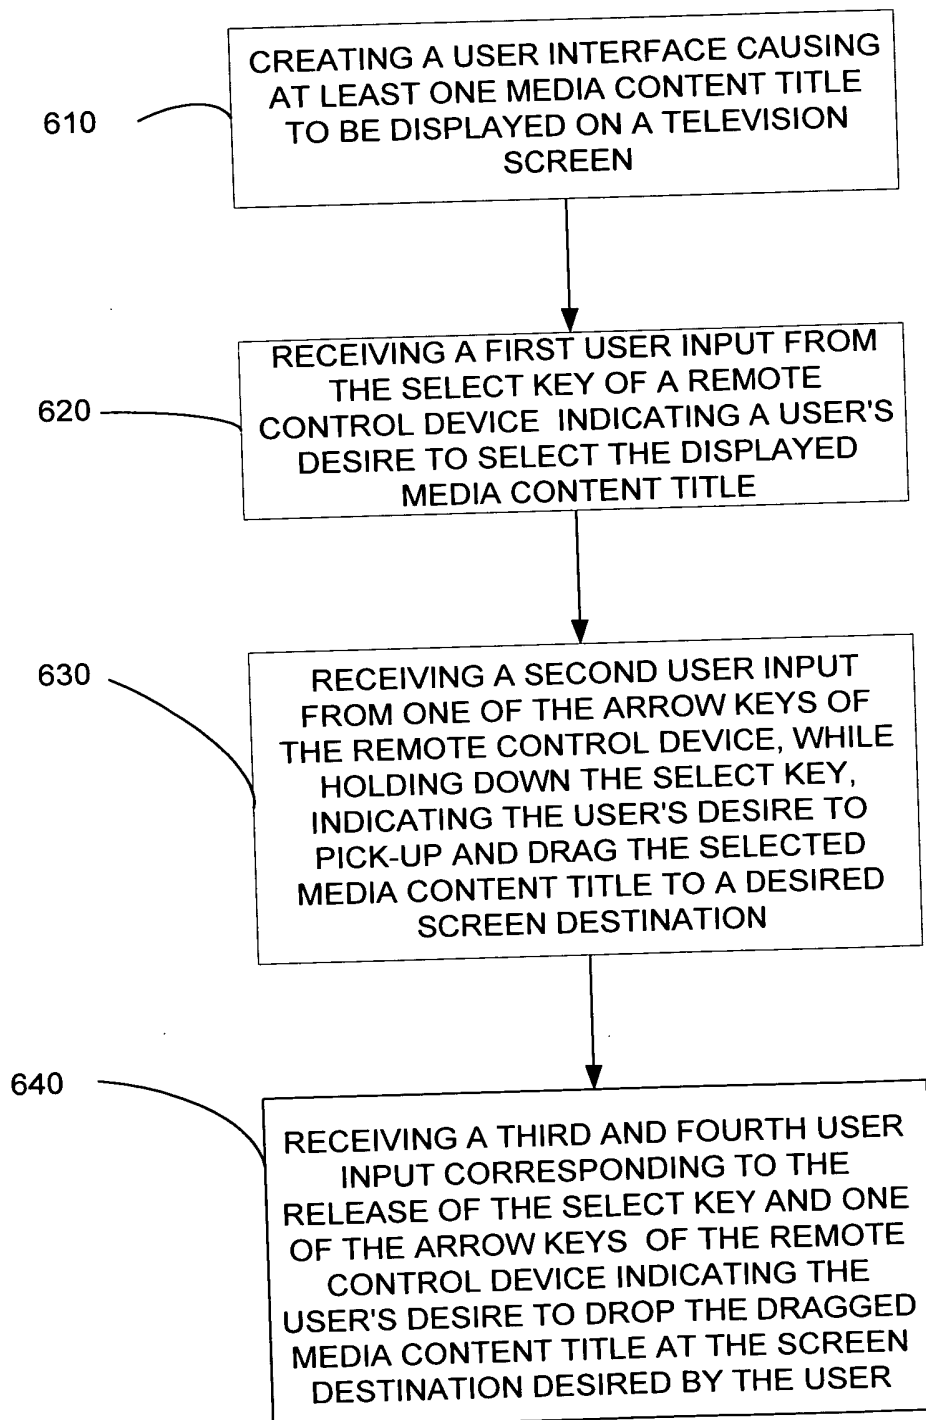 610
CREATING A USER INTERFACE CAUSING
AT LEAST ONE MEDIA CONTENT TITLE
TO BE DISPLAYED ON A TELEVISION
SCREEN
620
RECEIVING A FIRST USER INPUT FROM
THE SELECT KEY OF A REMOTE
CONTROL DEVICE INDICATING A USER'S
DESIRE TO SELECT THE DISPLAYED
MEDIA CONTENT TITLE
630
RECEIVING A SECOND USER INPUT
FROM ONE OF THE ARROW KEYS OF
THE REMOTE CONTROL DEVICE, WHILE
HOLDING DOWN THE SELECT KEY,
INDICATING THE USER'S DESIRE TO
PICK-UP AND DRAG THE SELECTED
MEDIA CONTENT TITLE TO A DESIRED
SCREEN DESTINATION
640
RECEIVING A THIRD AND FOURTH USER
INPUT CORRESPONDING TO THE
RELEASE OF THE SELECT KEY AND ONE
OF THE ARROW KEYS OF THE REMOTE
CONTROL DEVICE INDICATING THE
USER'S DESIRE TO DROP THE DRAGGED
MEDIA CONTENT TITLE AT THE SCREEN
DESTINATION DESIRED BY THE USER